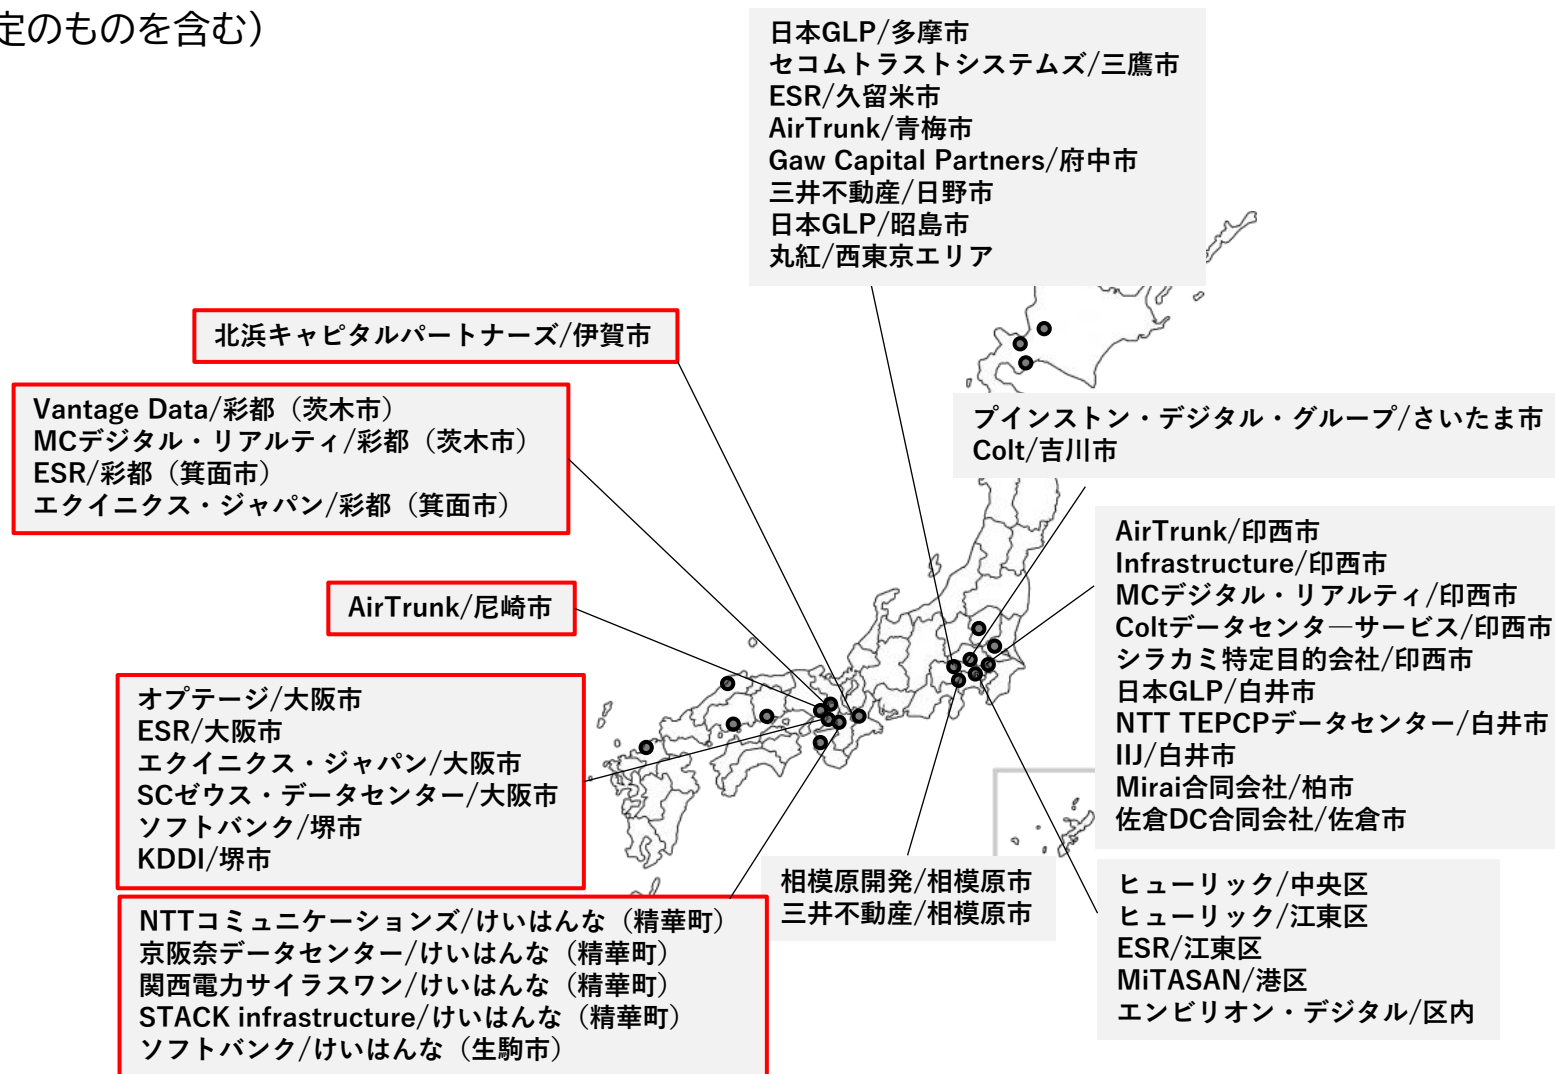 定のものを含む）
日本GLP/多摩市
セコムトラストシステムズ/三鷹市
ESR/久留米市
AirTrunk/青梅市
Gaw Capital Partners/府中市
三井不動産/日野市
日本GLP/昭島市
丸紅/西東京エリア
北浜キャピタルパートナーズ/伊賀市
Vantage Data/彩都（茨木市）
MCデジタル・リアルティ/彩都（茨木市）
ESR/彩都（箕面市）
エクイニクス・ジャパン/彩都（箕面市）
プインストン・デジタル・グループ/さいたま市
Colt/吉川市
AirTrunk/印西市
Infrastructure/印西市
MCデジタル・リアルティ/印西市
Coltデータセンタ―サービス/印西市
シラカミ特定目的会社/印西市
日本GLP/白井市
NTT TEPCPデータセンター/白井市
IIJ/白井市
Mirai合同会社/柏市
佐倉DC合同会社/佐倉市
AirTrunk/尼崎市
オプテージ/大阪市
ESR/大阪市
エクイニクス・ジャパン/大阪市
SCゼウス・データセンター/大阪市
ソフトバンク/堺市
KDDI/堺市
相模原開発/相模原市
三井不動産/相模原市
ヒューリック/中央区
ヒューリック/江東区
ESR/江東区
MiTASAN/港区
エンビリオン・デジタル/区内
NTTコミュニケーションズ/けいはんな（精華町）
京阪奈データセンター/けいはんな（精華町）
関西電力サイラスワン/けいはんな（精華町）
STACK infrastructure/けいはんな（精華町）
ソフトバンク/けいはんな（生駒市）